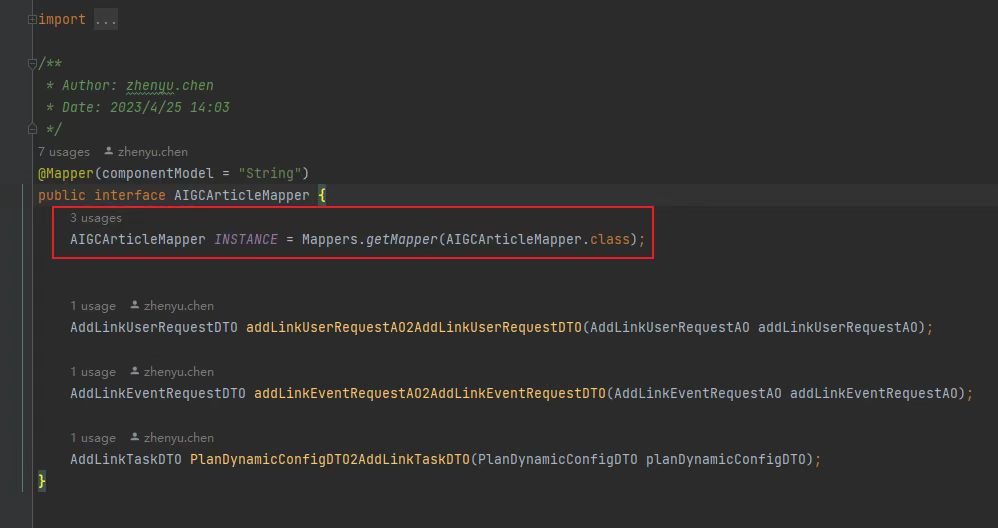 import ...
/**
* Author: zhenyu.chen
* Date: 2023/4/25 14:03
*/
7 usages zhenyu.chen
@Mapper(componentModel = "String")
public interface AIGCArticleMapper {
3 usages
AIGCArticleMapper INSTANCE = Mappers.getMapper(AIGCArticleMapper.class);
1 usage zhenyu.chen
AddLinkUserRequestDTO addLinkUserRequestAO2AddLinkUserRequestDTO(AddLinkUserRequestAO addLinkUserRequestAO);
1 usage zhenyu.chen
AddLinkEventRequestDTO addLinkEventRequestAO2AddLinkEventRequestDTO(AddLinkEventRequestAO addLinkEventRequestAO);
1 usage zhenyu.chen
AddLinkTaskDTO PlanDynamicConfigDTO2AddLinkTaskDTO(PlanDynamicConfigDTO planDynamicConfigDTO);
}